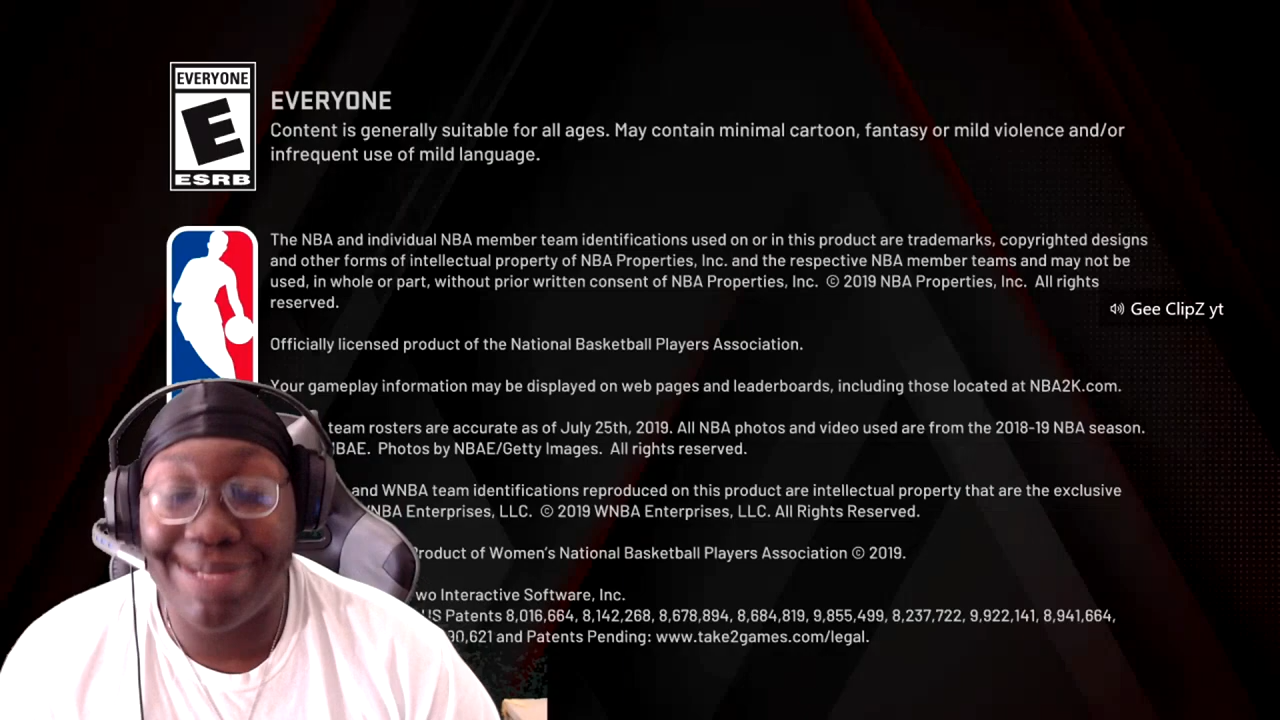 EVERYONE
E
ESRB
EVERYONE
Content is generally suitable for all ages. May contain minimal cartoon, fantasy or mild violence and/or
infrequent use of mild language.
The NBA and individual NBA member team identifications used on or in this product are trademarks, copyrighted designs
and other forms of intellectual property of NBA Properties, Inc. and the respective NBA member teams and may not be
used, in whole or part, without prior written consent of NBA Properties, Inc. © 2019 NBA Properties, Inc. All rights
reserved.
Gee ClipZ yt
Officially licensed product of the National Basketball Players Association.
Your gameplay information may be displayed on web pages and leaderboards, including those located at NBA2K.com.
team rosters are accurate as of July 25th, 2019. All NBA photos and video used are from the 2018-19 NBA season.
BAE. Photos by NBAE/Getty Images. All rights reserved.
and WNBA team identifications reproduced on this product are intellectual property that are the exclusive
NBA Enterprises, LLC. © 2019 WNBA Enterprises, LLC. All Rights Reserved.
Product of Women's National Basketball Players Association © 2019.
wo Interactive Software, Inc.
US Patents 8,016,664, 8,142,268, 8,678,894, 8,684,819, 9,855,499, 8,237,722, 9,922,141, 8,941,664,
90,621 and Patents Pending: www.take2games.com/legal.